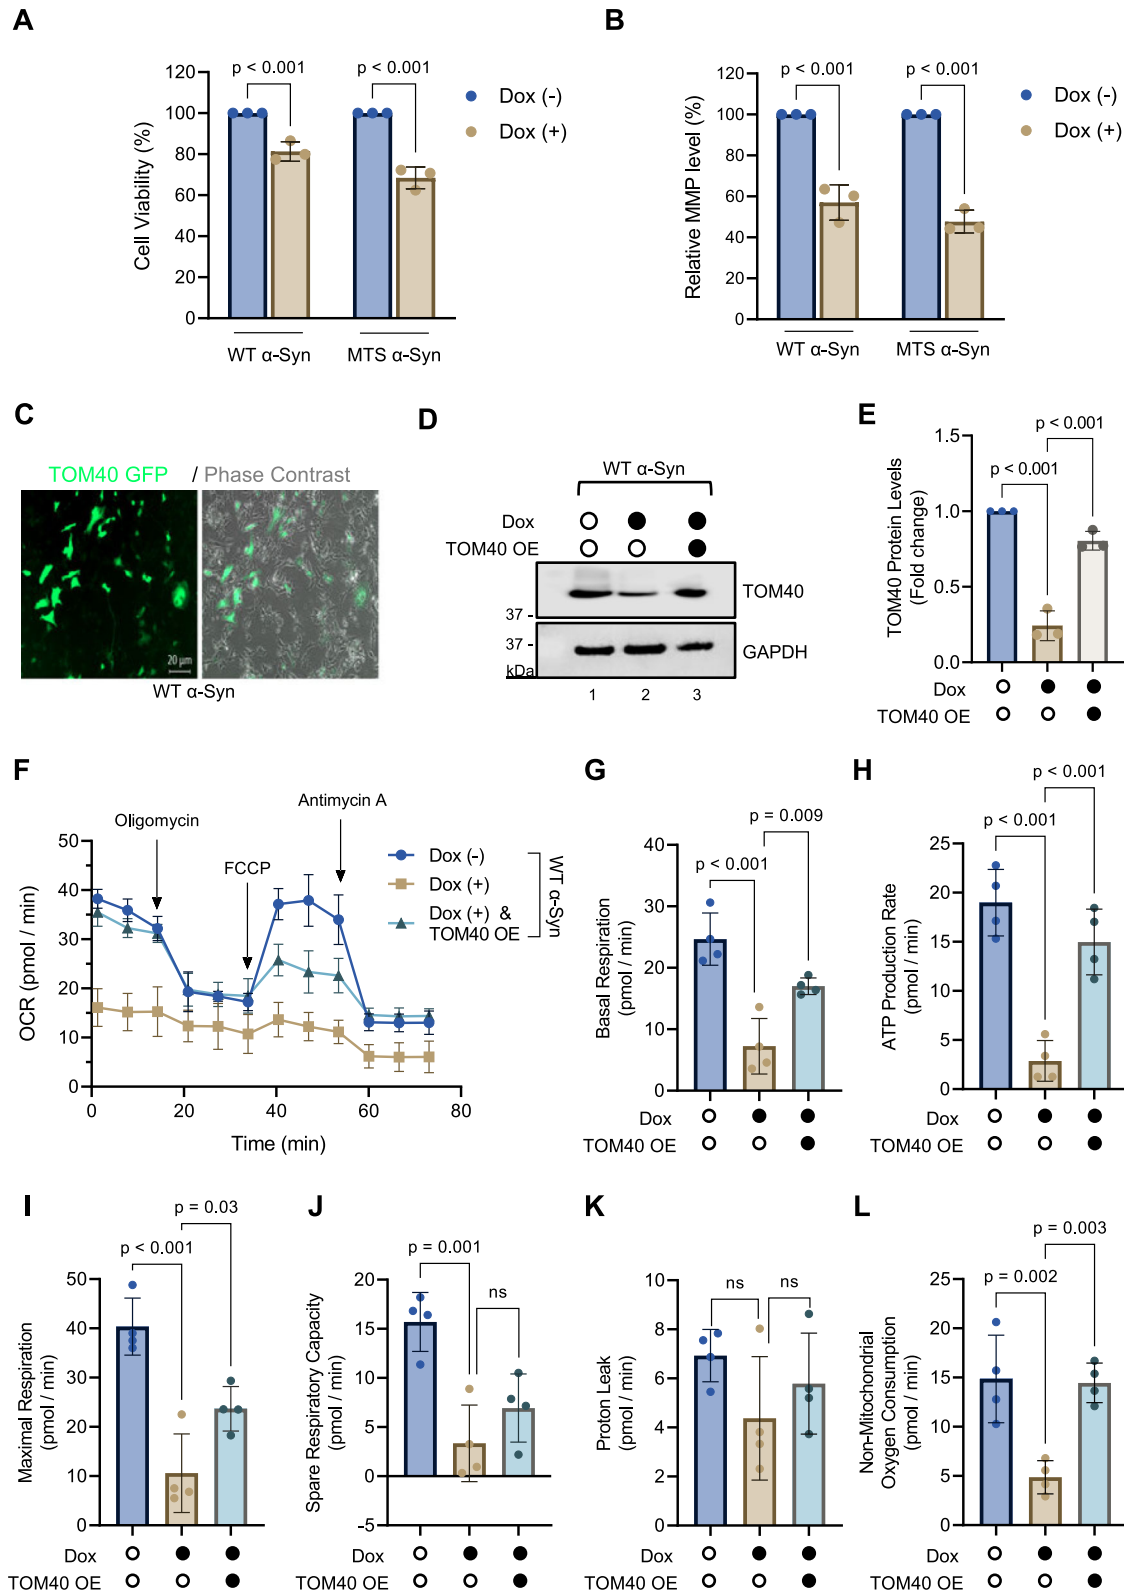 A
p < 0.001
p < 0.001
120
100
80
60
40
20
0
Cell Viability (%)
WT α-Syn
MTS α-Syn
Dox (-)
Dox (+)
B
p < 0.001
p < 0.001
120
100
80
60
40
20
0
Relative MMP level (%)
WT α-Syn
MTS α-Syn
Dox (-)
Dox (+)
C
TOM40 GFP / Phase Contrast
20 µm
WT α-Syn
D
WT α-Syn
Dox
TOM40 OE
TOM40
37 -
37 -
GAPDH
kDa
1 2 3
E
p < 0.001
p < 0.001
1.5
1.0
0.5
0.0
TOM40 Protein Levels
(Fold change)
Dox
TOM40 OE
F
Oligomycin
FCCP
Antimycin A
50
40
30
20
10
0
OCR (pmol / min)
0 20 40 60 80
Time (min)
Dox (-)
Dox (+)
Dox (+) &
TOM40 OE
WT α-Syn
G
p = 0.009
p < 0.001
40
30
20
10
0
Basal Respiration
(pmol / min)
Dox
TOM40 OE
H
p < 0.001
p < 0.001
25
20
15
10
5
0
ATP Production Rate
(pmol / min)
Dox
TOM40 OE
I
p = 0.03
p < 0.001
50
40
30
20
10
0
Maximal Respiration
(pmol / min)
Dox
TOM40 OE
J
p = 0.001
ns
20
15
10
5
0
-5
Spare Respiratory Capacity
(pmol / min)
K
ns
ns
8
6
4
2
0
Proton Leak
(pmol / min)
Dox
TOM40 OE
L
p = 0.003
p = 0.002
25
20
15
10
5
0
Non-Mitochondrial
Oxygen Consumption
(pmol / min)
Dox
TOM40 OE